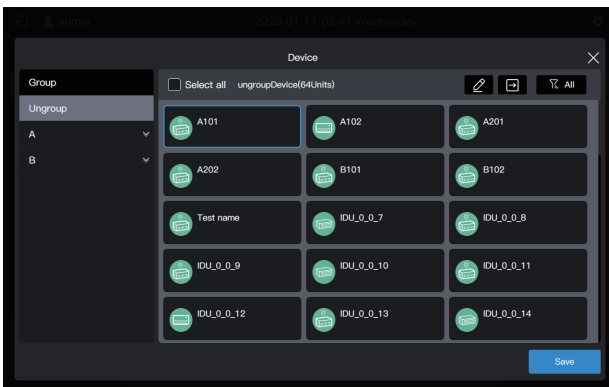 admin 2023 01 11 02:41 Wednesday
Device
Group
Select all ungroupDevice(64Units)
All
Ungroup
A
B
A101
A102
A201
A202
B101
B102
Test name
IDU_0_0_7
IDU_0_0_8
IDU_0_0_9
IDU_0_0_10
IDU_0_0_11
IDU_0_0_12
IDU_0_0_13
IDU_0_0_14
Save